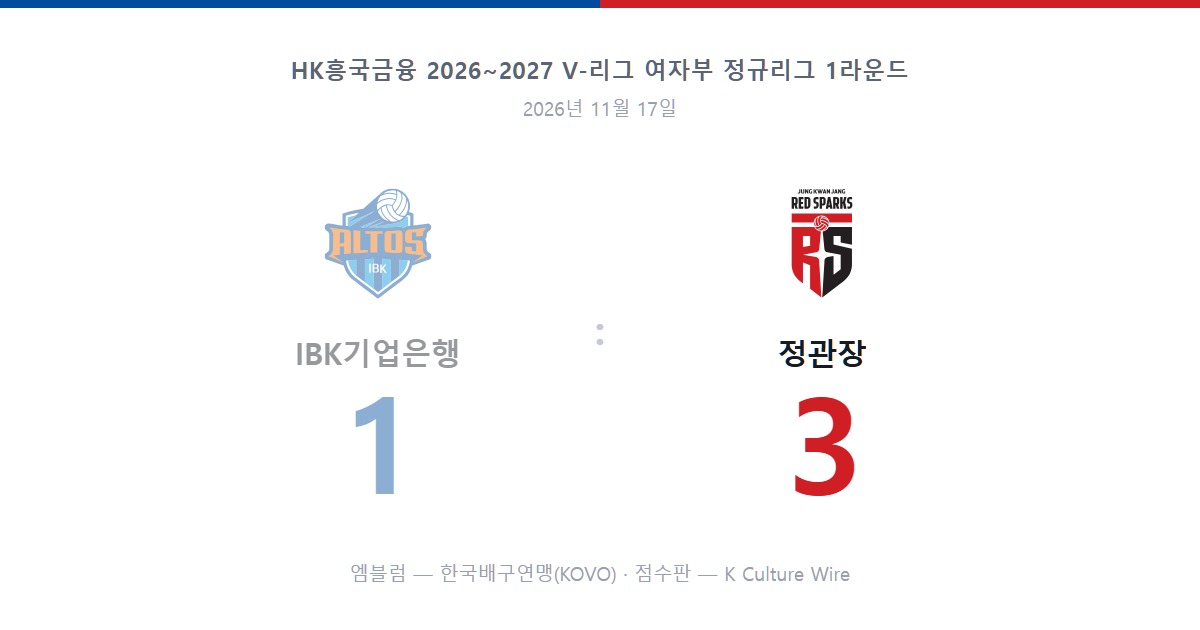 HK흥국금융 2026~2027 V-리그 여자부 정규리그 1라운드
2026년 11월 17일
ALTOS
IBK
JUNG KWAN JANG
RED SPARKS
RS
:
IBK기업은행
정관장
1
3
엠블럼 — 한국배구연맹(KOVO) · 점수판 — K Culture Wire